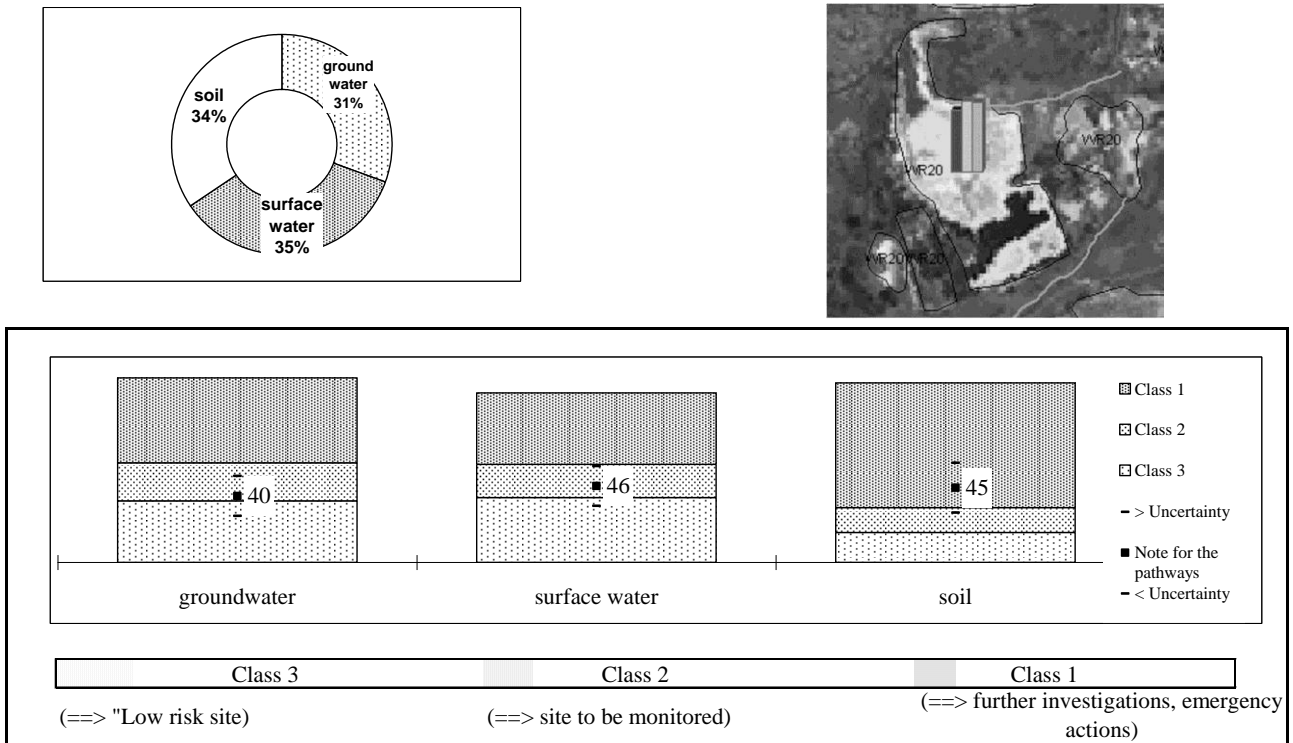 ground
water
31%
soil
34%
surface
water
35%
WR20
WR20
WR20
WR20
Class 1
Class 2
Class 3
> Uncertainty
Note for the
pathways
< Uncertainty
40
46
45
groundwater
surface water
soil
Class 3
Class 2
Class 1
(==> "Low risk site)
(==> site to be monitored)
(==> further investigations, emergency
actions)